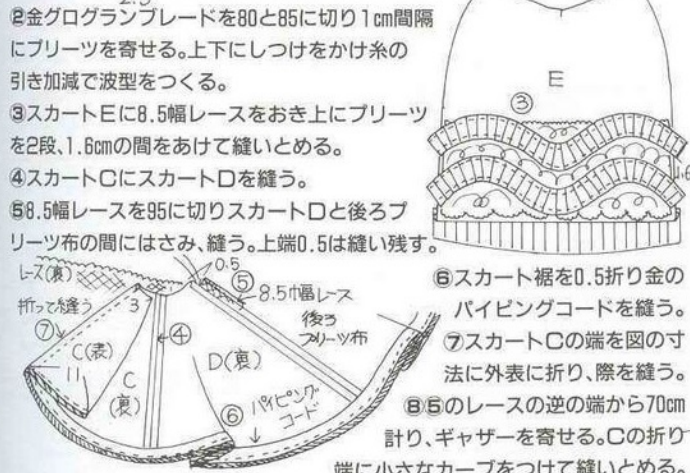 2.5
❷金グログランブレードを80と85に切り1cm間隔
にプリーツを寄せる。上下にしつけをかけ糸の
引き加減で波型をつくる。
③スカートEに8.5幅レースをおき上にプリーツ
を2段、1.6cmの間をあけて縫いとめる。
④スカートCにスカートDを縫う。
⑤8.5幅レースを95に切りスカートDと後ろプ
リーツ布の間にはさみ、縫う。上端0.5は縫い残す。
E
③
1.6
⑥スカート裾を0.5折り金の
パイピングコードを縫う。
⑦スカートCの端を図の寸
法に外表に折り、際を縫う。
⑧⑤のレースの逆の端から70cm
計り、ギャザーを寄せる。Cの折り
端に小さなカーブをつけて縫いとめる。
レース(裏)
折って縫う
⑦
3
0.5
⑤
8.5巾幅レース
後ろ
プリーツ布
④
C(表)
11
C
(裏)
D(裏)
⑥
パイピング
コード